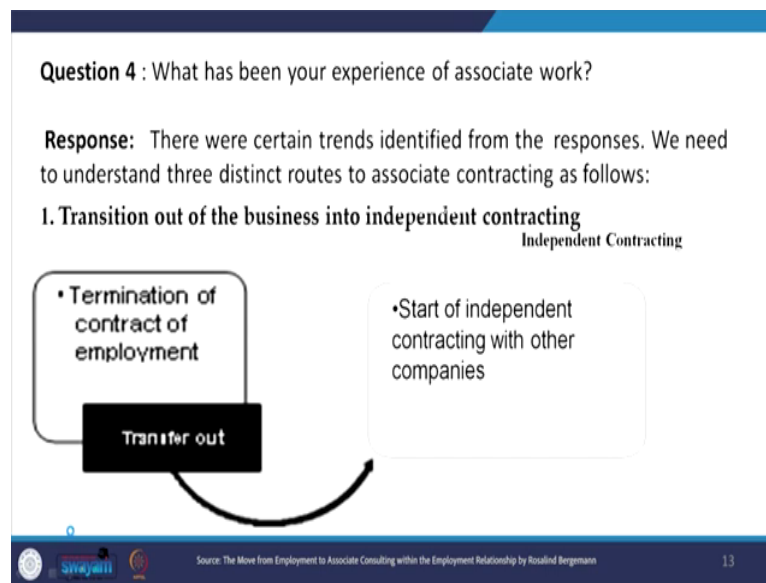 Question 4 : What has been your experience of associate work?
Response: There were certain trends identified from the responses. We need
to understand three distinct routes to associate contracting as follows:
1. Transition out of the business into independent contracting
Independent Contracting
• Termination of
contract of
employment
Transfer out
•Start of independent
contracting with other
companies
swayam
Source: The Move from Employment to Associate Consulting within the Employment Relationship by Rosalind Bergemann
13